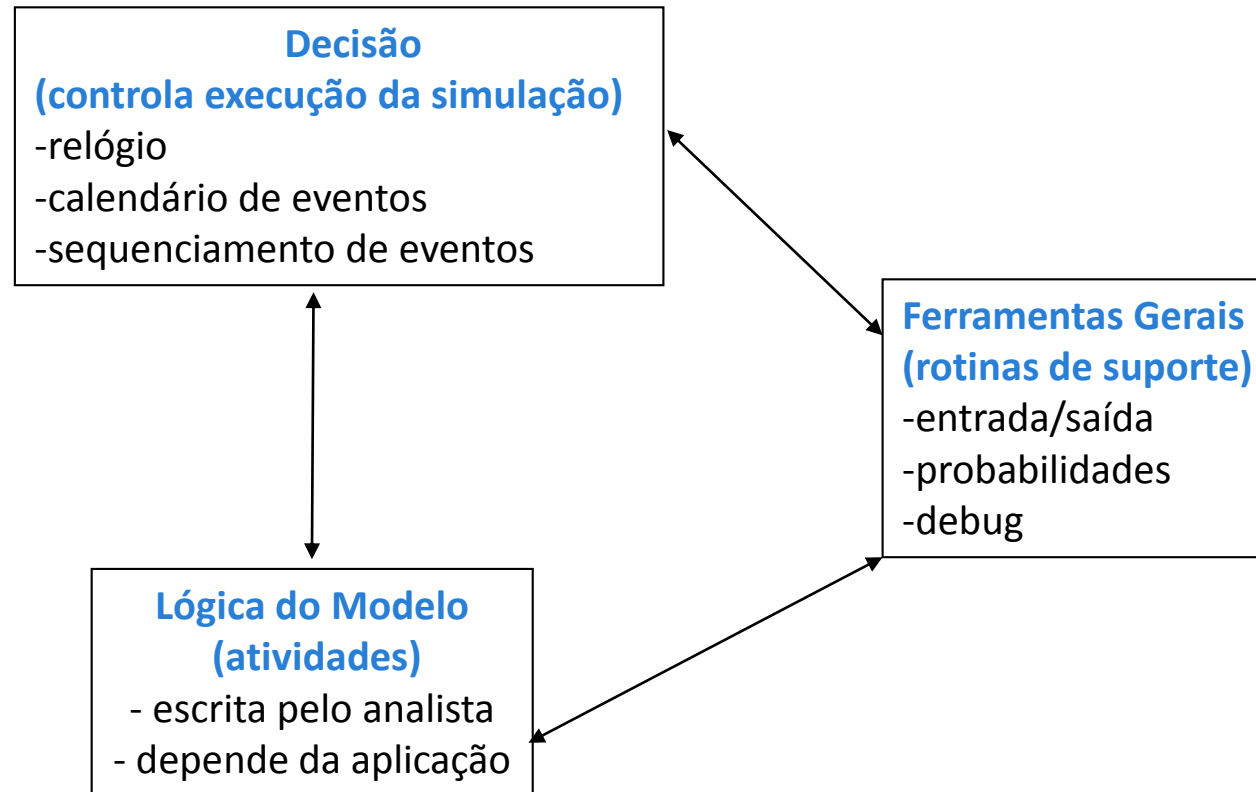 Decisão
(controla execução da simulação)
-relógio
-calendário de eventos
-sequenciamento de eventos
Ferramentas Gerais
(rotinas de suporte)
-entrada/saída
-probabilidades
-debug
Lógica do Modelo
(atividades)
- escrita pelo analista
- depende da aplicação